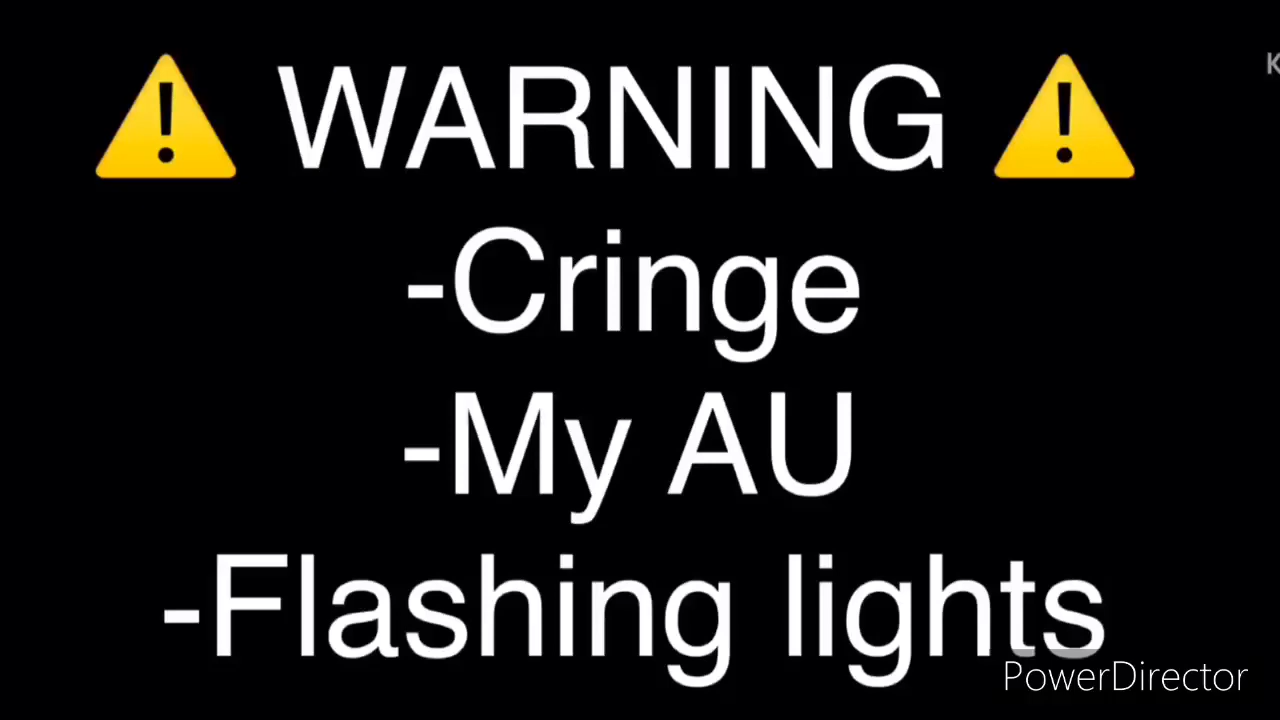 ⚠️ WARNING ⚠️
-Cringe
-My AU
-Flashing lights
PowerDirector